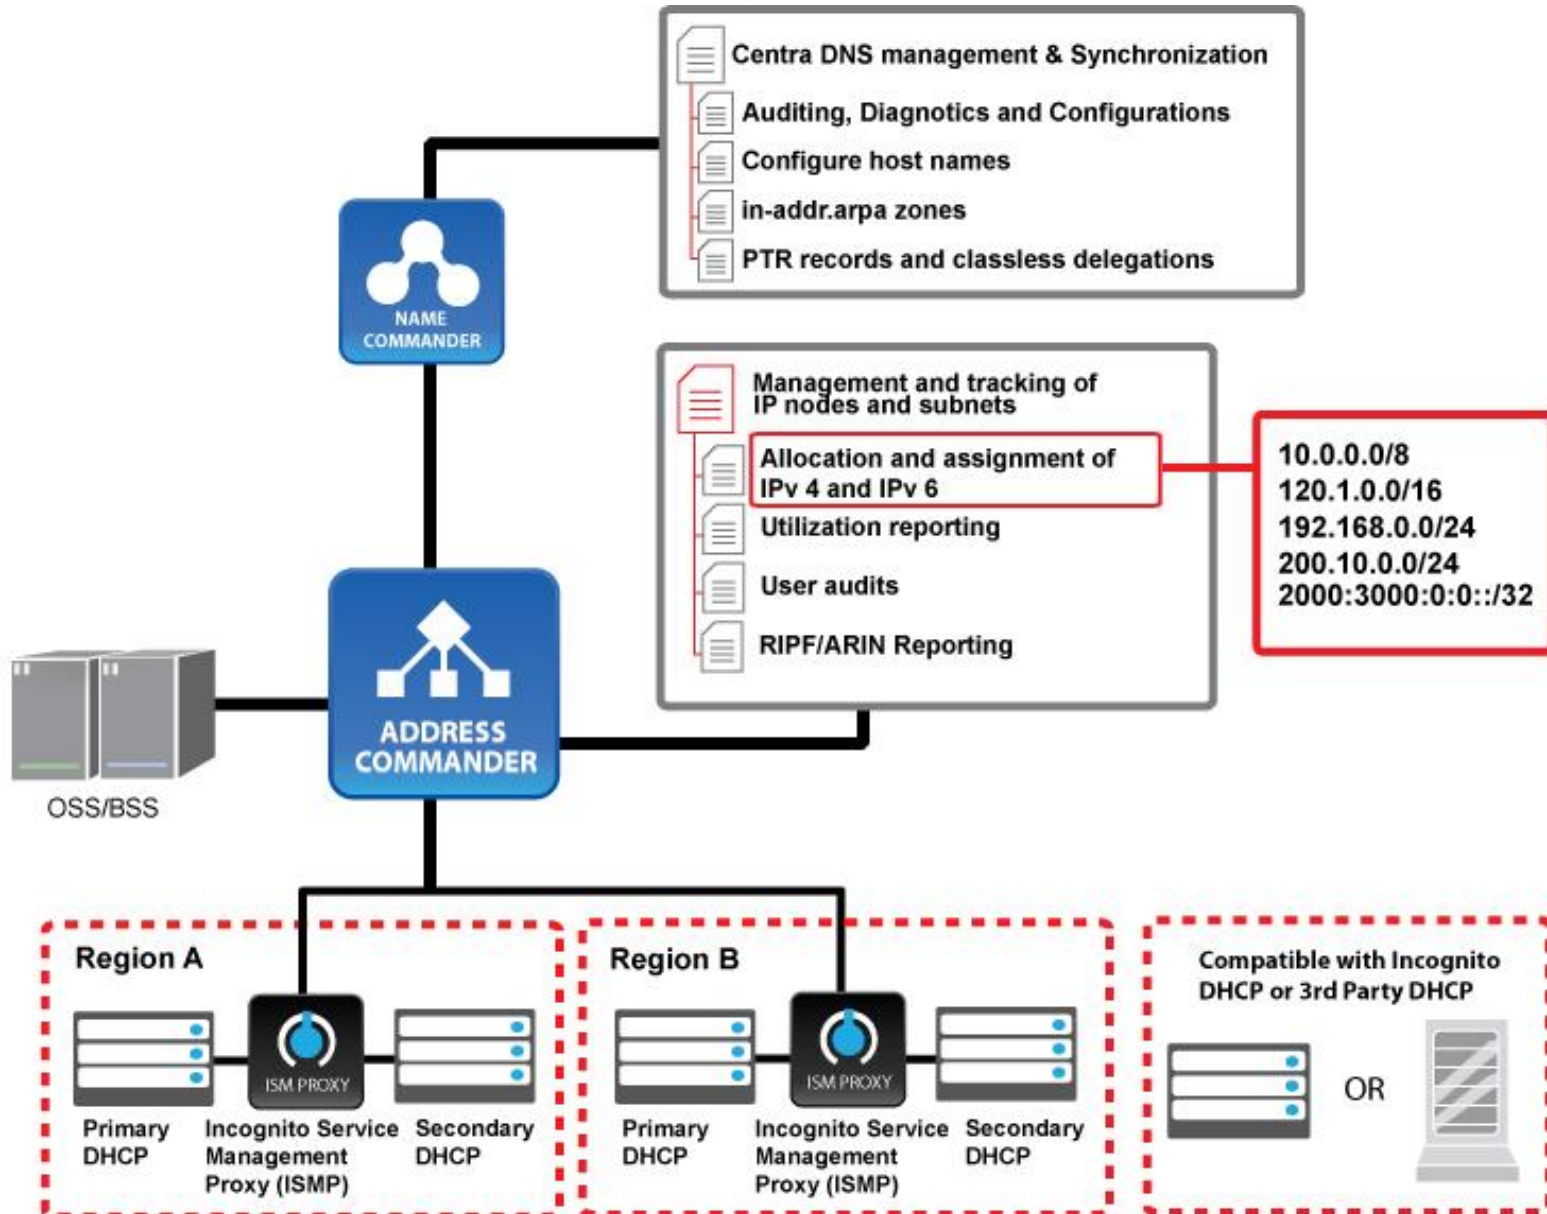 Centra DNS management & Synchronization
Auditing, Diagnotics and Configurations
Configure host names
in-addr.arpa zones
PTR records and classless delegations
NAME
COMMANDER
Management and tracking of
IP nodes and subnets
Allocation and assignment of
IPv 4 and IPv 6
Utilization reporting
User audits
RIPF/ARIN Reporting
10.0.0.0/8
120.1.0.0/16
192.168.0.0/24
200.10.0.0/24
2000:3000:0:0::/32
ADDRESS
COMMANDER
OSS/BSS
Region A
ISM PROXY
Primary
DHCP
Incognito Service
Management
Proxy (ISMP)
Secondary
DHCP
Region B
ISM PROXY
Primary
DHCP
Incognito Service
Management
Proxy (ISMP)
Secondary
DHCP
Compatible with Incognito
DHCP or 3rd Party DHCP
OR